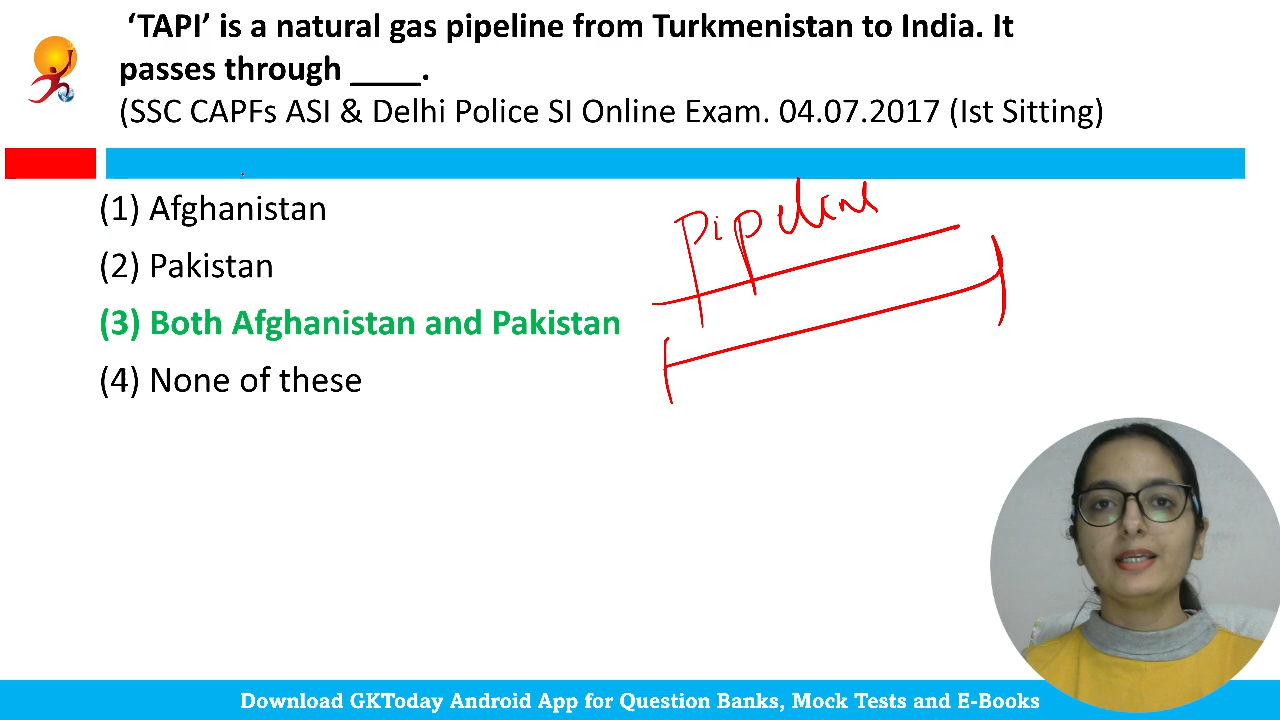 ‘TAPI’ is a natural gas pipeline from Turkmenistan to India. It
passes through ____.
(SSC CAPFs ASI & Delhi Police SI Online Exam. 04.07.2017 (Ist Sitting)
(1) Afghanistan
(2) Pakistan
(3) Both Afghanistan and Pakistan
(4) None of these
Pipeline
Download GKToday Android App for Question Banks, Mock Tests and E-Books